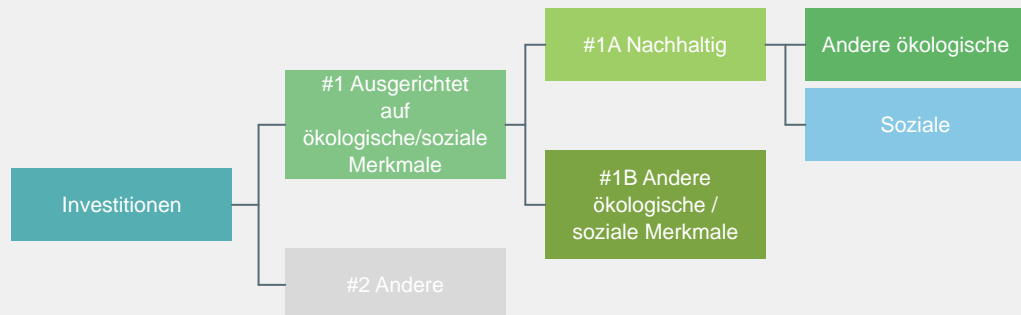 #1A Nachhaltig
Andere ökologische
#1 Ausgerichtet
auf
ökologische/soziale
Merkmale
Soziale
Investitionen
#1B Andere
ökologische /
soziale Merkmale
#2 Andere